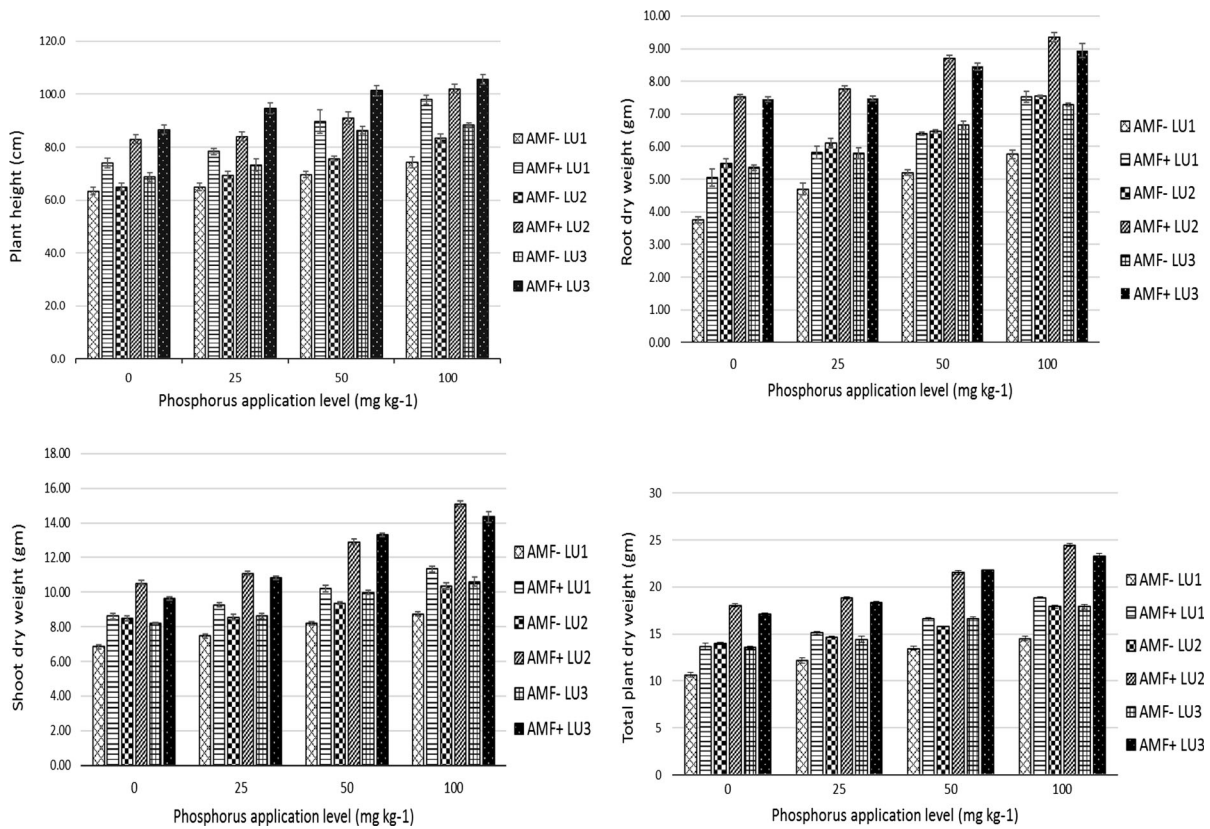 120.0
100.0
80.0
60.0
40.0
20.0
0.0
Plant height (cm)
0 25 50 100
Phosphorus application level (mg kg-1)
AMF- LU1
AMF+ LU1
AMF- LU2
AMF+ LU2
AMF- LU3
AMF+ LU3
10.00
9.00
8.00
7.00
6.00
5.00
4.00
3.00
2.00
1.00
0.00
Root dry weight (gm)
0 25 50 100
Phosphorus application level (mg kg-1)
AMF- LU1
AMF+ LU1
AMF- LU2
AMF+ LU2
AMF- LU3
AMF+ LU3
18.00
16.00
14.00
12.00
10.00
8.00
6.00
4.00
2.00
0.00
Shoot dry weight (gm)
0 25 50 100
Phosphorus application level (mg kg-1)
AMF- LU1
AMF+ LU1
AMF- LU2
AMF+ LU2
AMF- LU3
AMF+ LU3
30
25
20
15
10
5
0
Total plant dry weight (gm)
0 25 50 100
Phosphorus application level (mg kg-1)
AMF- LU1
AMF+ LU1
AMF- LU2
AMF+ LU2
AMF- LU3
AMF+ LU3